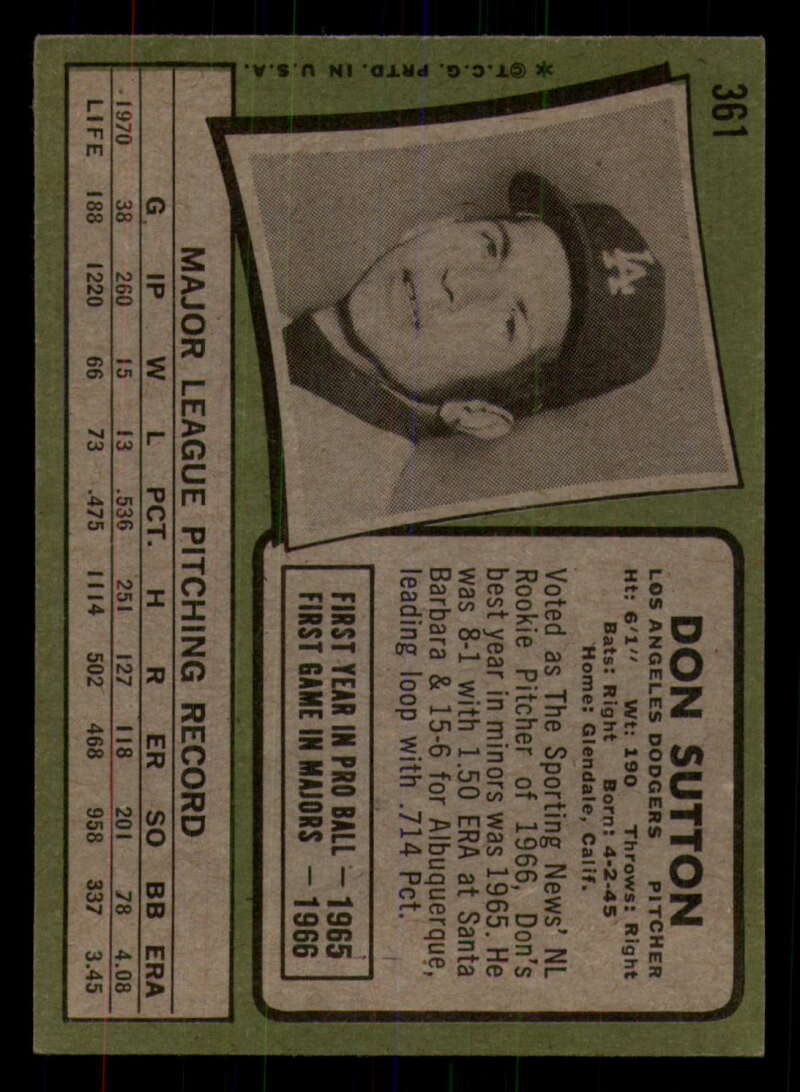 361
*@T.C.G. PRTD. IN U.S.A.
LA
DON SUTTON
LOS ANGELES DODGERS PITCHER
Ht: 6'1" Wt: 190 Throws: Right
Bats: Right Born: 4-2-45
Home: Glendale, Calif.
Voted as The Sporting News' NL
Rookie Pitcher of 1966, Don's
best year in minors was 1965. He
was 8-1 with 1.50 ERA at Santa
Barbara & 15-6 for Albuquerque,
leading loop with .714 Pct.
FIRST YEAR IN PRO BALL — 1965
FIRST GAME IN MAJORS — 1966
MAJOR LEAGUE PITCHING RECORD
G IP W L PCT. H R ER SO BB ERA
1970 38 260 15 13 .536 251 127 118 201 78 4.08
LIFE 188 1220 66 73 .475 1114 502 468 958 337 3.45